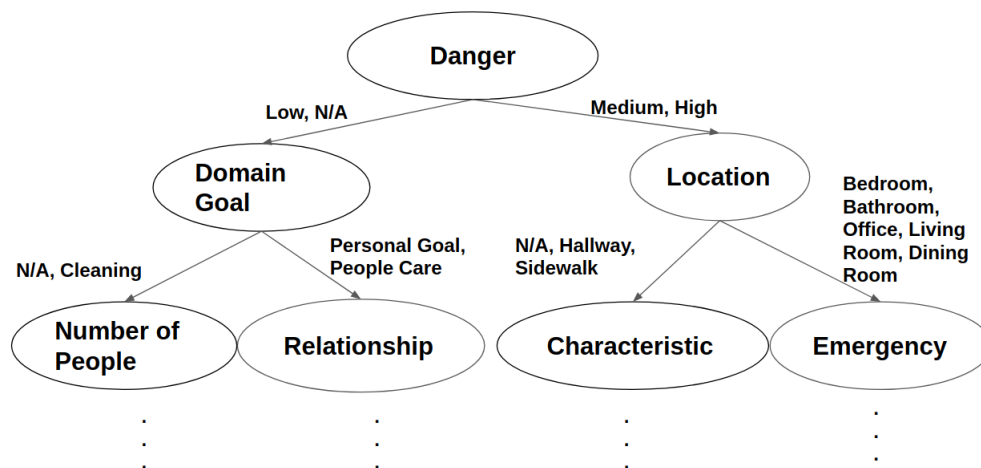 Danger
Low, N/A
Medium, High
Domain
Goal
Location
Bedroom,
Bathroom,
Office, Living
Room, Dining
Room
N/A, Cleaning
Personal Goal,
People Care
N/A, Hallway,
Sidewalk
Number of
People
Relationship
Characteristic
Emergency